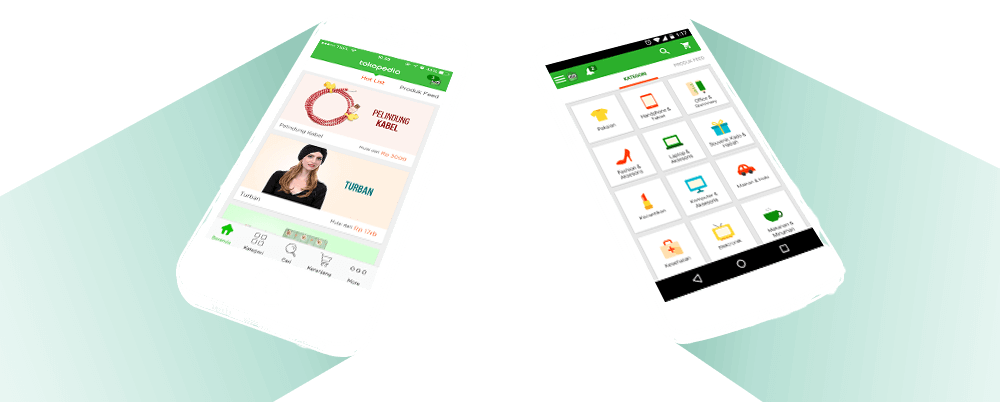 tokopedia
Hot List
Produk Feed
PELINDUNG
KABEL
Pelindung Kabel
Mulai dari Rp 5000
TURBAN
Turban
Mulai dari Rp 17rb
Beranda
Kategori
Cari
Keranjang
More
1:17
KATEGORI
PRODUK FEED
Pakaian
Handphone &
Tablet
Office &
Stationery
Fashion &
Aksesoris
Laptop &
Aksesoris
Souvenir, Kado &
Hadiah
Kecantikan
Komputer &
Aksesoris
Mainan & Hobi
Kesehatan
Elektronik
Makanan &
Minuman